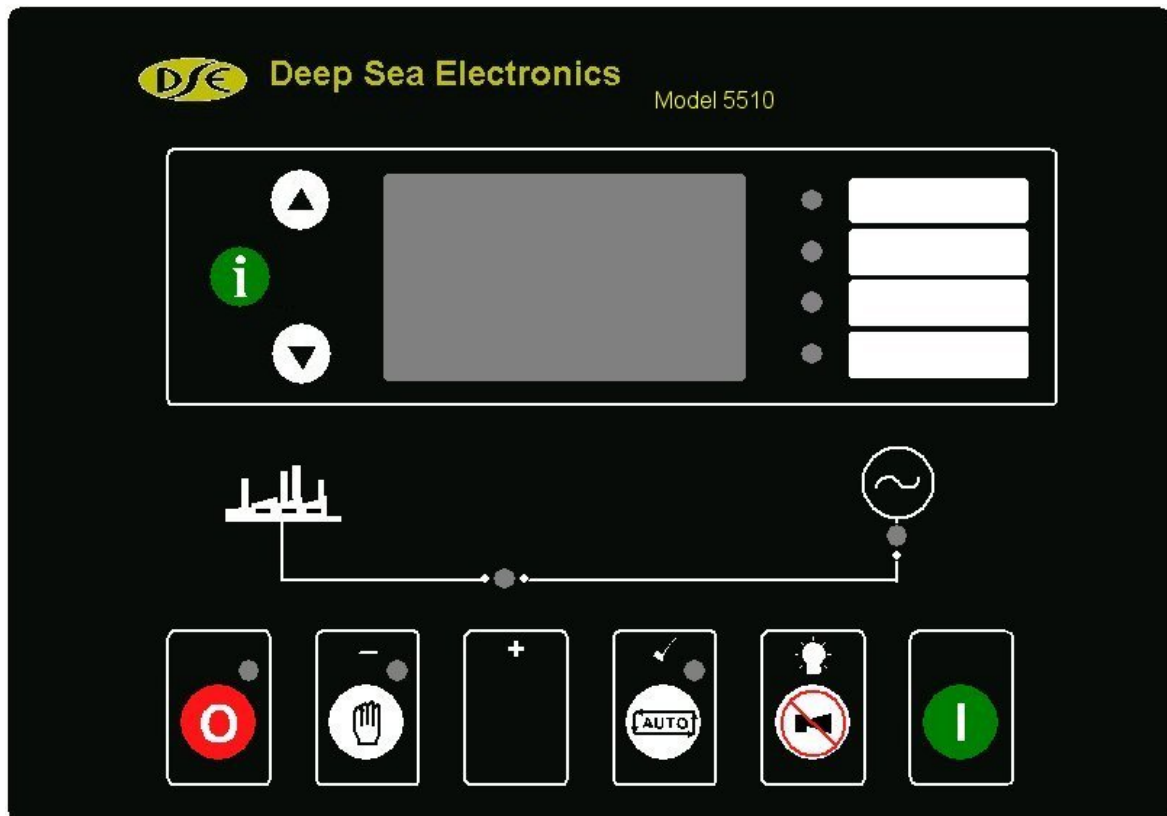 DSE Deep Sea Electronics
Model 5510
i
− + ✓
O AUTO I